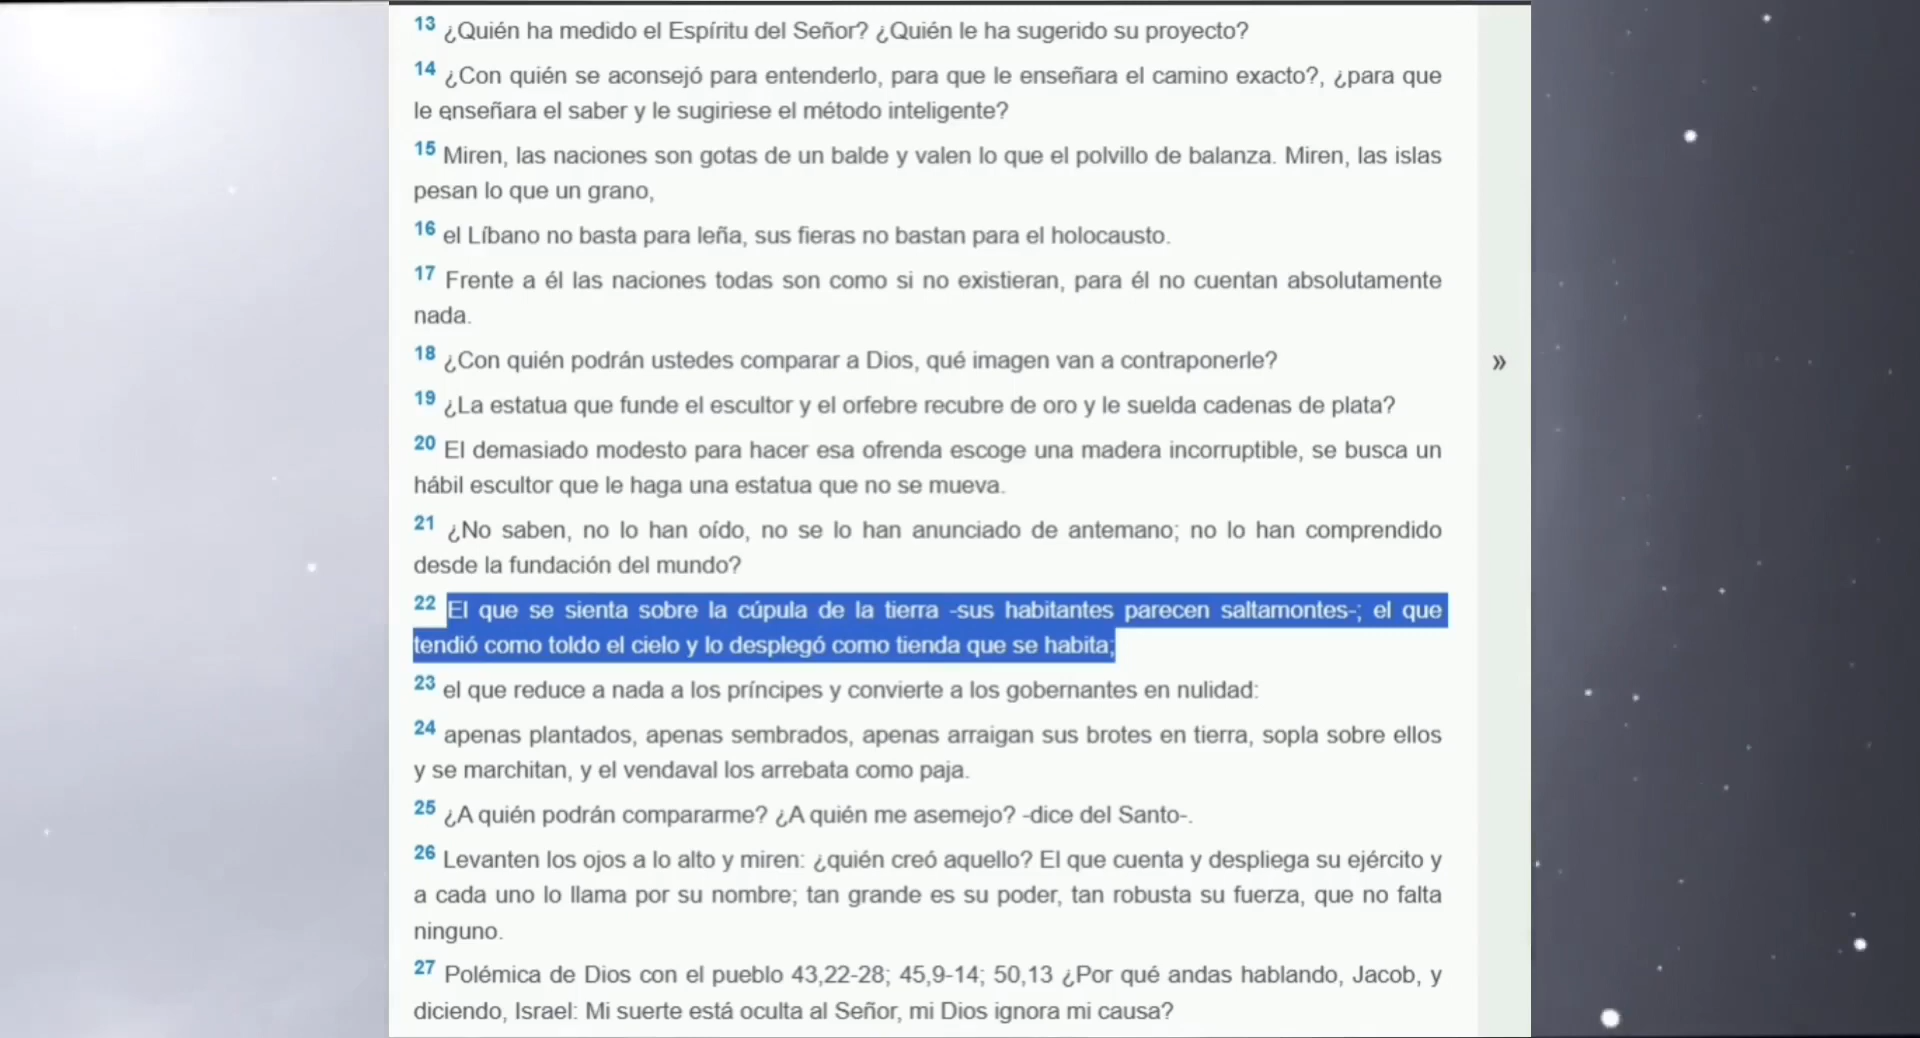 13 ¿Quién ha medido el Espíritu del Señor? ¿Quién le ha sugerido su proyecto?
14 ¿Con quién se aconsejó para entenderlo, para que le enseñara el camino exacto?, ¿para que
le enseñara el saber y le sugiriese el método inteligente?
15 Miren, las naciones son gotas de un balde y valen lo que el polvillo de balanza. Miren, las islas
pesan lo que un grano,
16 el Líbano no basta para leña, sus fieras no bastan para el holocausto.
17 Frente a él las naciones todas son como si no existieran, para él no cuentan absolutamente
nada.
18 ¿Con quién podrán ustedes comparar a Dios, qué imagen van a contraponerle?
»
19 ¿La estatua que funde el escultor y el orfebre recubre de oro y le suelda cadenas de plata?
20 El demasiado modesto para hacer esa ofrenda escoge una madera incorruptible, se busca un
hábil escultor que le haga una estatua que no se mueva.
21 ¿No saben, no lo han oído, no se lo han anunciado de antemano; no lo han comprendido
desde la fundación del mundo?
22 El que se sienta sobre la cúpula de la tierra -sus habitantes parecen saltamontes-; el que
tendió como toldo el cielo y lo desplegó como tienda que se habita;
23 el que reduce a nada a los príncipes y convierte a los gobernantes en nulidad:
24 apenas plantados, apenas sembrados, apenas arraigan sus brotes en tierra, sopla sobre ellos
y se marchitan, y el vendaval los arrebata como paja.
25 ¿A quién podrán compararme? ¿A quién me asemejo? -dice del Santo-.
26 Levanten los ojos a lo alto y miren: ¿quién creó aquello? El que cuenta y despliega su ejército y
a cada uno lo llama por su nombre; tan grande es su poder, tan robusta su fuerza, que no falta
ninguno.
27 Polémica de Dios con el pueblo 43,22-28; 45,9-14; 50,13 ¿Por qué andas hablando, Jacob, y
diciendo, Israel: Mi suerte está oculta al Señor, mi Dios ignora mi causa?